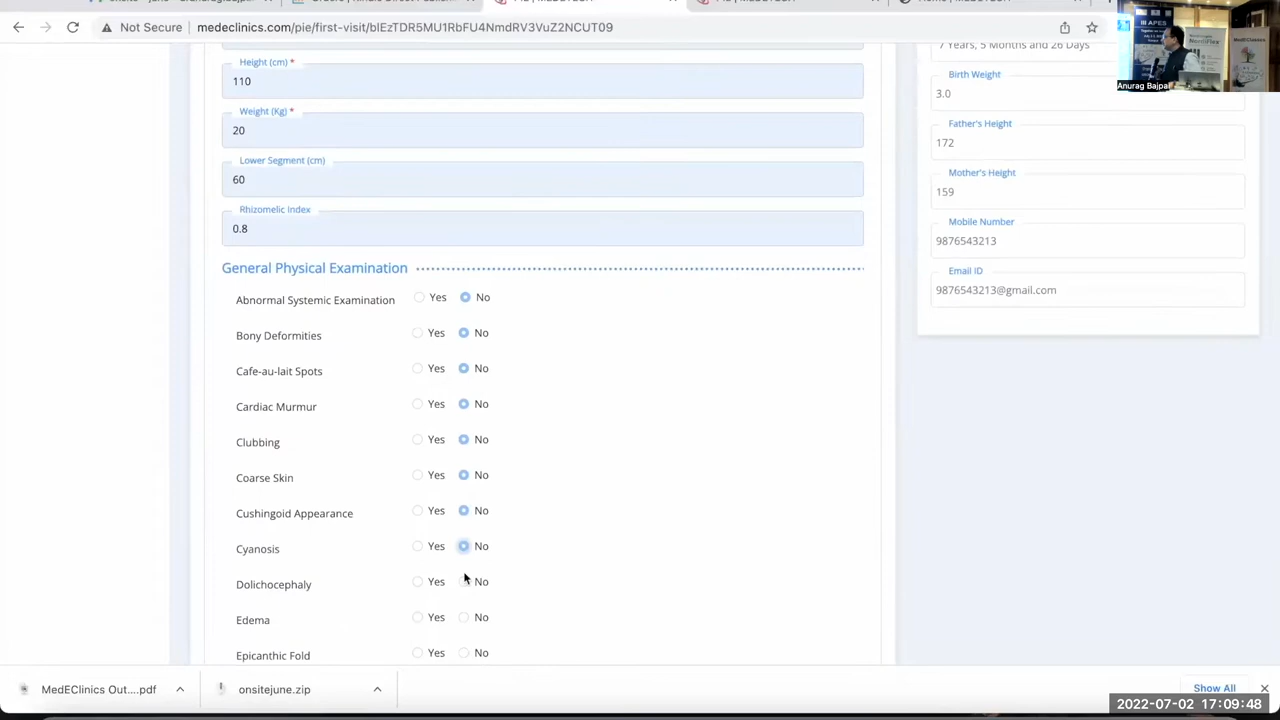 Not Secure
medeclinics.com/pie/first-visit/
Height (cm) *
110
Weight (Kg) *
20
Lower Segment (cm)
60
Rhizomelic Index
0.8
General Physical Examination
Abnormal Systemic Examination Yes No
Bony Deformities Yes No
Cafe-au-lait Spots Yes No
Cardiac Murmur Yes No
Clubbing Yes No
Coarse Skin Yes No
Cushingoid Appearance Yes No
Cyanosis Yes No
Dolichocephaly Yes No
Edema Yes No
Epicanthic Fold Yes No
7 Years, 5 Months and 26 Days
Birth Weight
3.0
Father's Height
172
Mother's Height
159
Mobile Number
9876543213
Email ID
9876543213@gmail.com
III APES
MedEClinics
Anurag Bajpai
MedEClinics Out....pdf
onsitejune.zip
Show All
2022-07-02 17:09:48